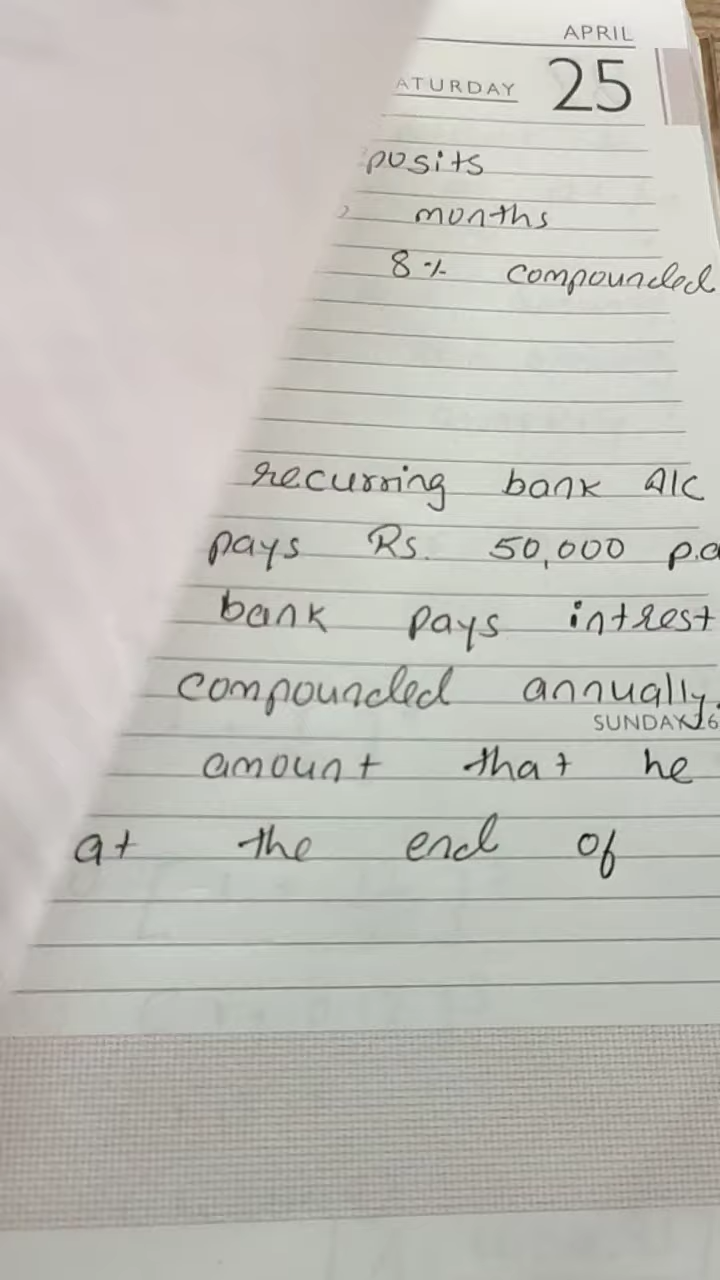 APRIL
ATURDAY 25
posits
months
8% compounded
recurring bank A/C
pays Rs. 50,000 p.a
bank pays intrest
compounded annually.
SUNDAY 26
amount that he
at the end of